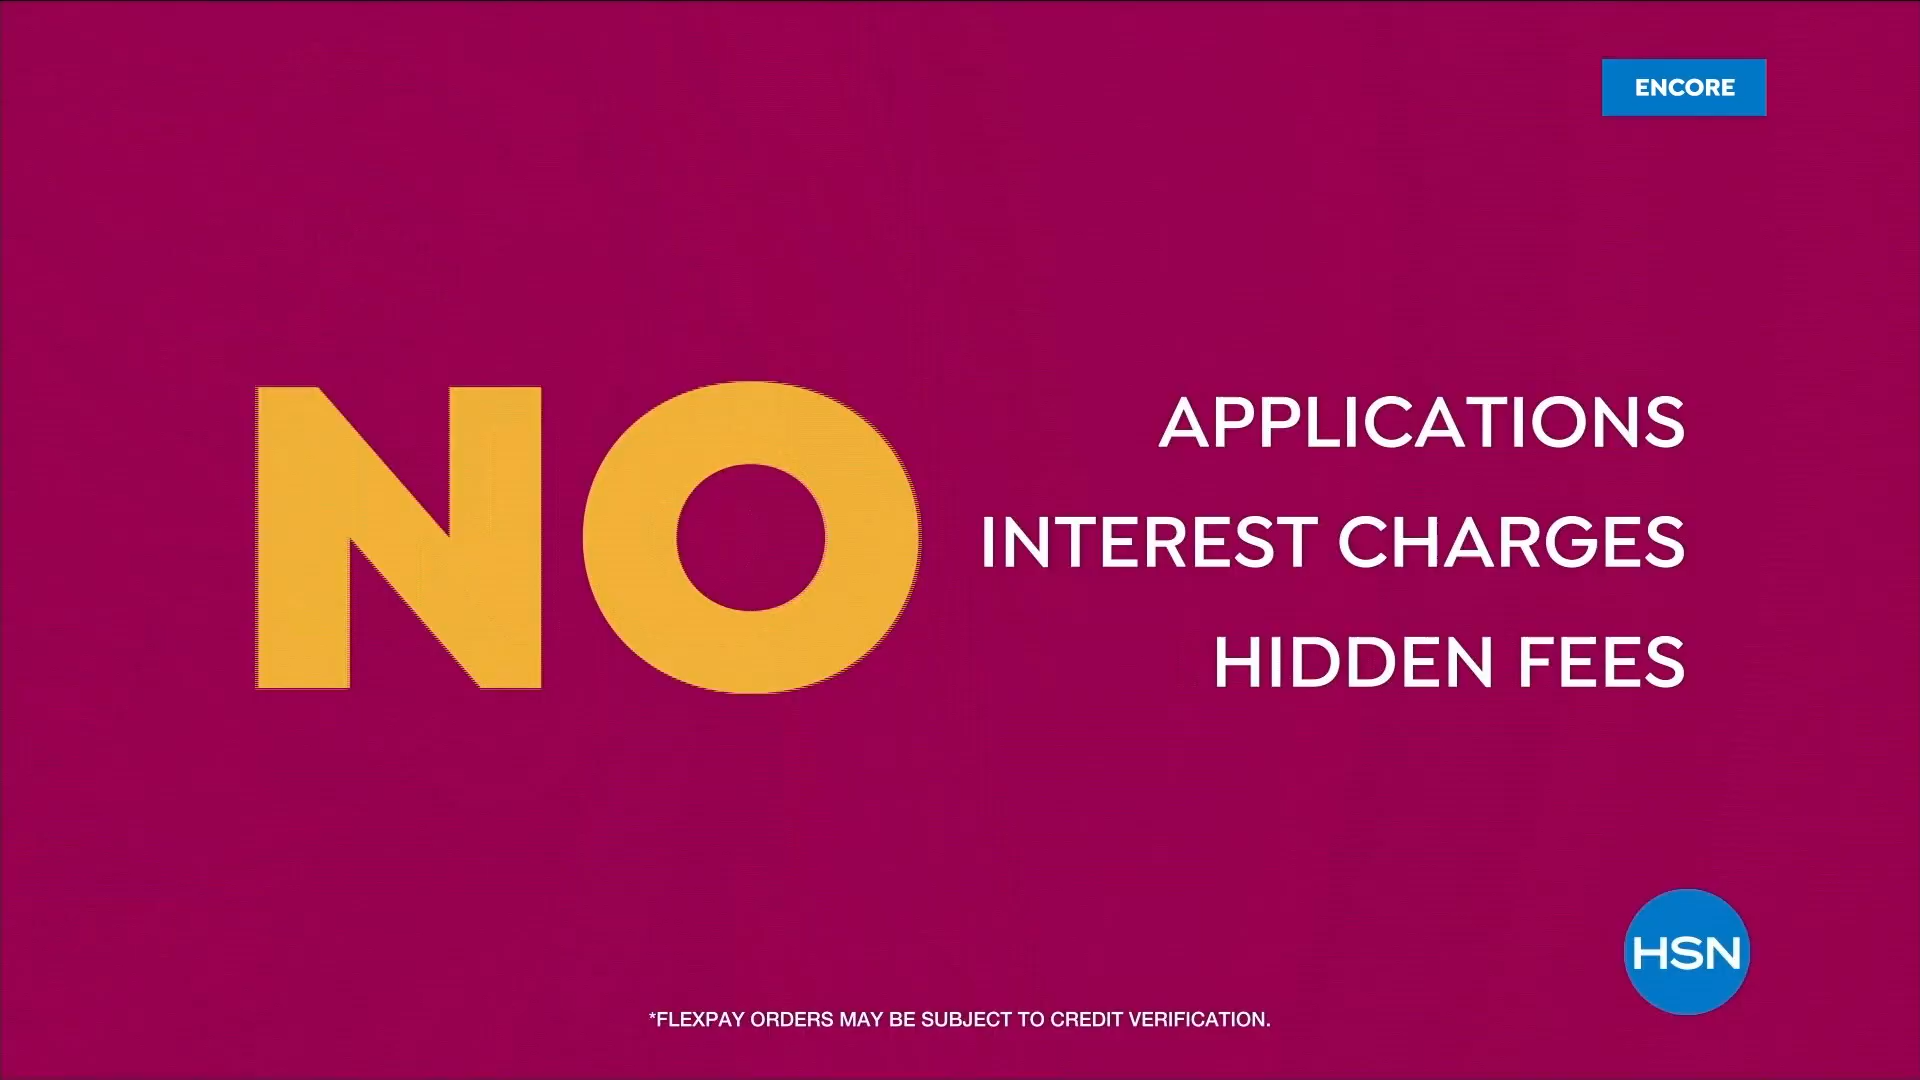 ENCORE
NO
APPLICATIONS
INTEREST CHARGES
HIDDEN FEES
HSN
*FLEXPAY ORDERS MAY BE SUBJECT TO CREDIT VERIFICATION.